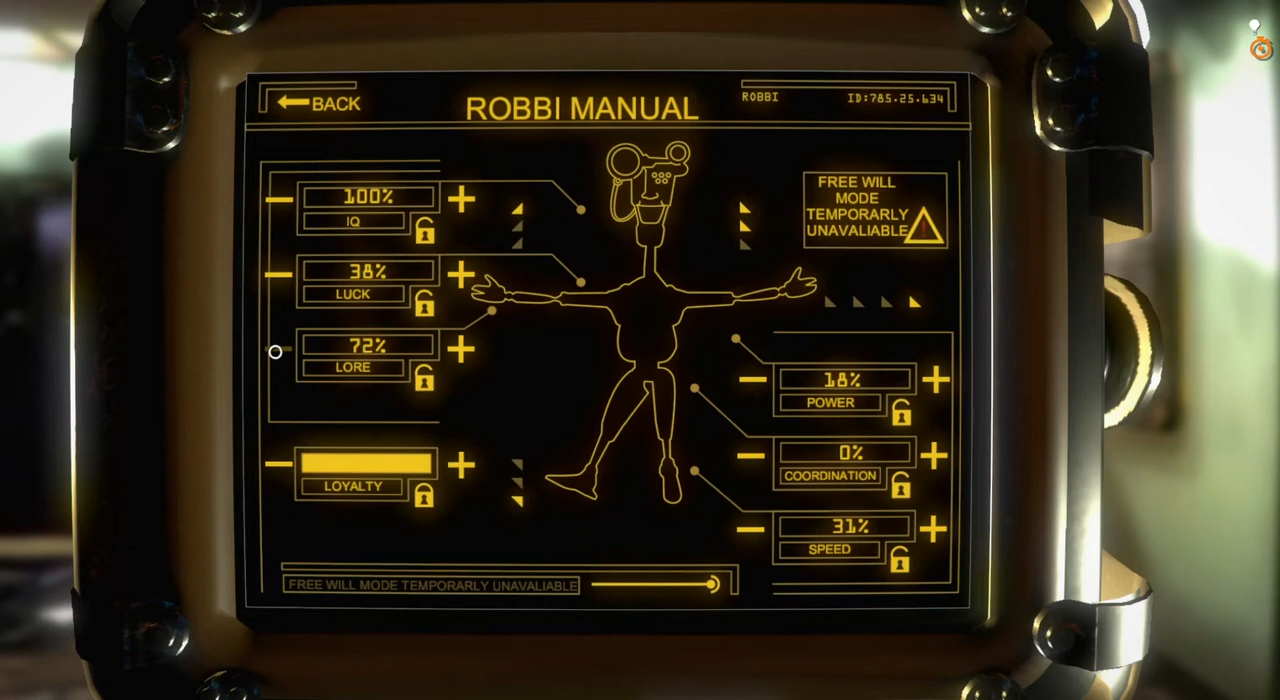 BACK
ROBBI MANUAL
ROBBI
ID:785.25.634
100%
IQ
38%
LUCK
72%
LORE
LOYALTY
FREE WILL
MODE
TEMPORARLY
UNAVALIABLE
18%
POWER
0%
COORDINATION
31%
SPEED
FREE WILL MODE TEMPORARLY UNAVALIABLE